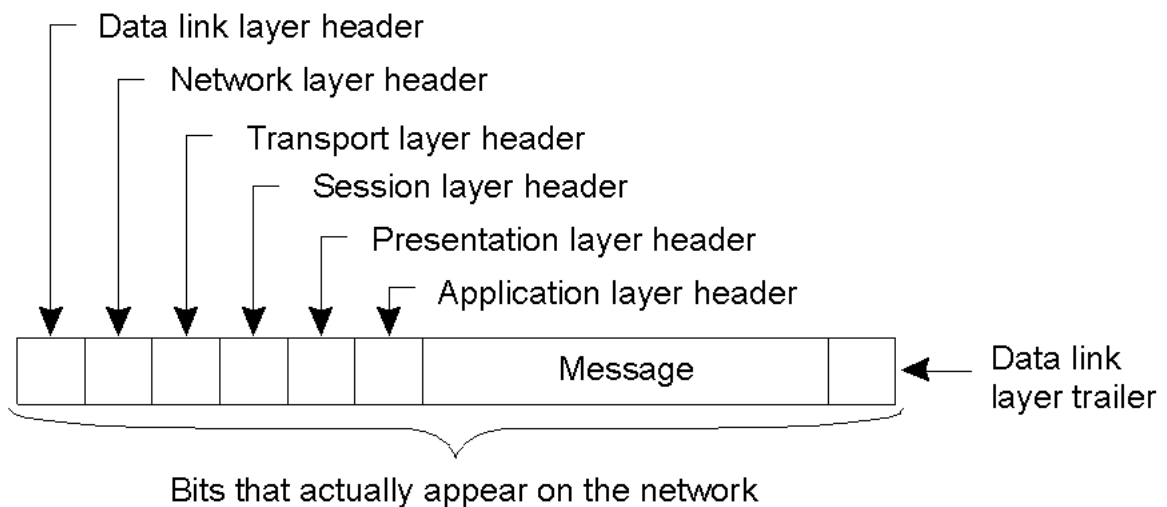 Data link layer header
Network layer header
Transport layer header
Session layer header
Presentation layer header
Application layer header
Message
Data link
layer trailer
Bits that actually appear on the network